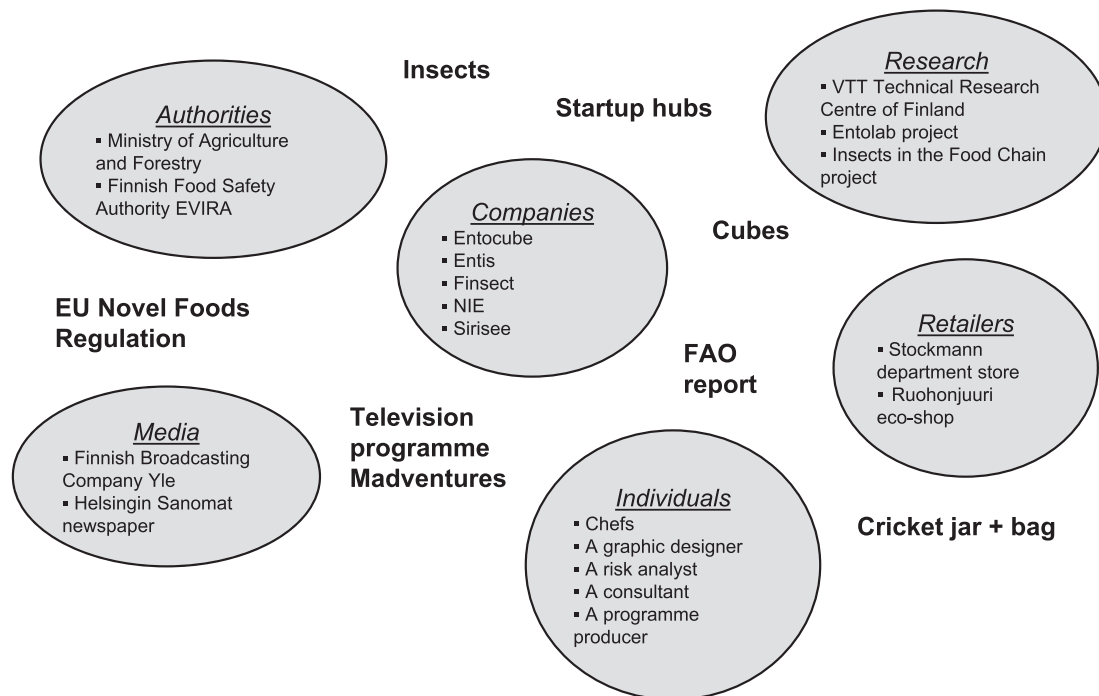 Insects
Startup hubs
Authorities
▪ Ministry of Agriculture
and Forestry
▪ Finnish Food Safety
Authority EVIRA
Research
▪ VTT Technical Research
Centre of Finland
▪ Entolab project
▪ Insects in the Food Chain
project
Companies
▪ Entocube
▪ Entis
▪ Finsect
▪ NIE
▪ Sirisee
Cubes
EU Novel Foods
Regulation
FAO
report
Retailers
▪ Stockmann
department store
▪ Ruohonjuuri
eco-shop
Media
▪ Finnish Broadcasting
Company Yle
▪ Helsingin Sanomat
newspaper
Television
programme
Madventures
Individuals
▪ Chefs
▪ A graphic designer
▪ A risk analyst
▪ A consultant
▪ A programme
producer
Cricket jar + bag